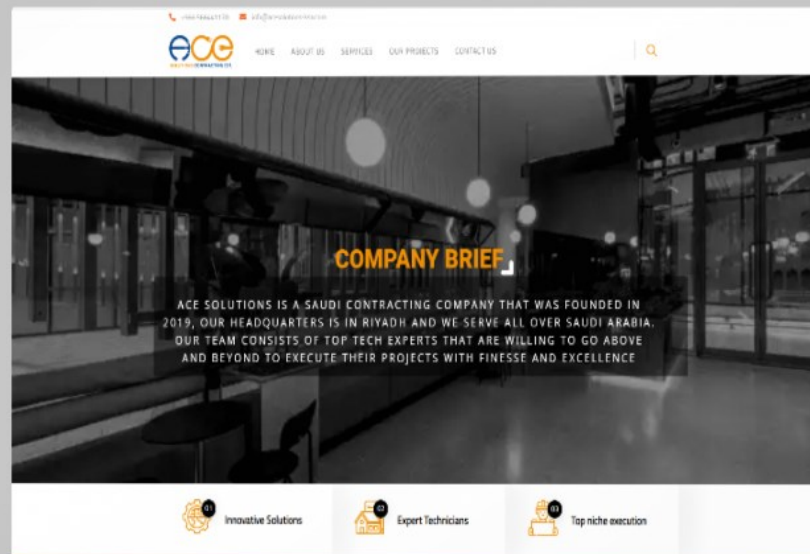 ACE
HOME ABOUT US SERVICES OUR PROJECTS CONTACT US
COMPANY BRIEF
ACE SOLUTIONS IS A SAUDI CONTRACTING COMPANY THAT WAS FOUNDED IN
2019, OUR HEADQUARTERS IS IN RIYADH AND WE SERVE ALL OVER SAUDI ARABIA.
OUR TEAM CONSISTS OF TOP TECH EXPERTS THAT ARE WILLING TO GO ABOVE
AND BEYOND TO EXECUTE THEIR PROJECTS WITH FINESSE AND EXCELLENCE
01 Innovative Solutions
02 Expert Technicians
03 Top niche execution